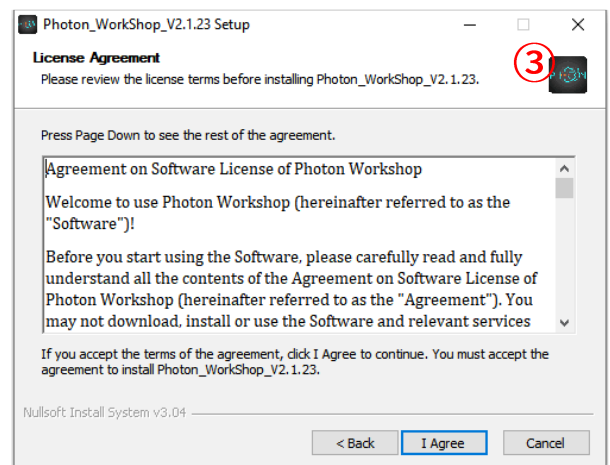 Photon_WorkShop_V2.1.23 Setup
License Agreement
Please review the license terms before installing Photon_WorkShop_V2.1.23.
③
Press Page Down to see the rest of the agreement.
Agreement on Software License of Photon Workshop
Welcome to use Photon Workshop (hereinafter referred to as the
"Software")!
Before you start using the Software, please carefully read and fully
understand all the contents of the Agreement on Software License of
Photon Workshop (hereinafter referred to as the "Agreement"). You
may not download, install or use the Software and relevant services
If you accept the terms of the agreement, click I Agree to continue. You must accept the
agreement to install Photon_WorkShop_V2.1.23.
Nullsoft Install System v3.04
< Back
I Agree
Cancel